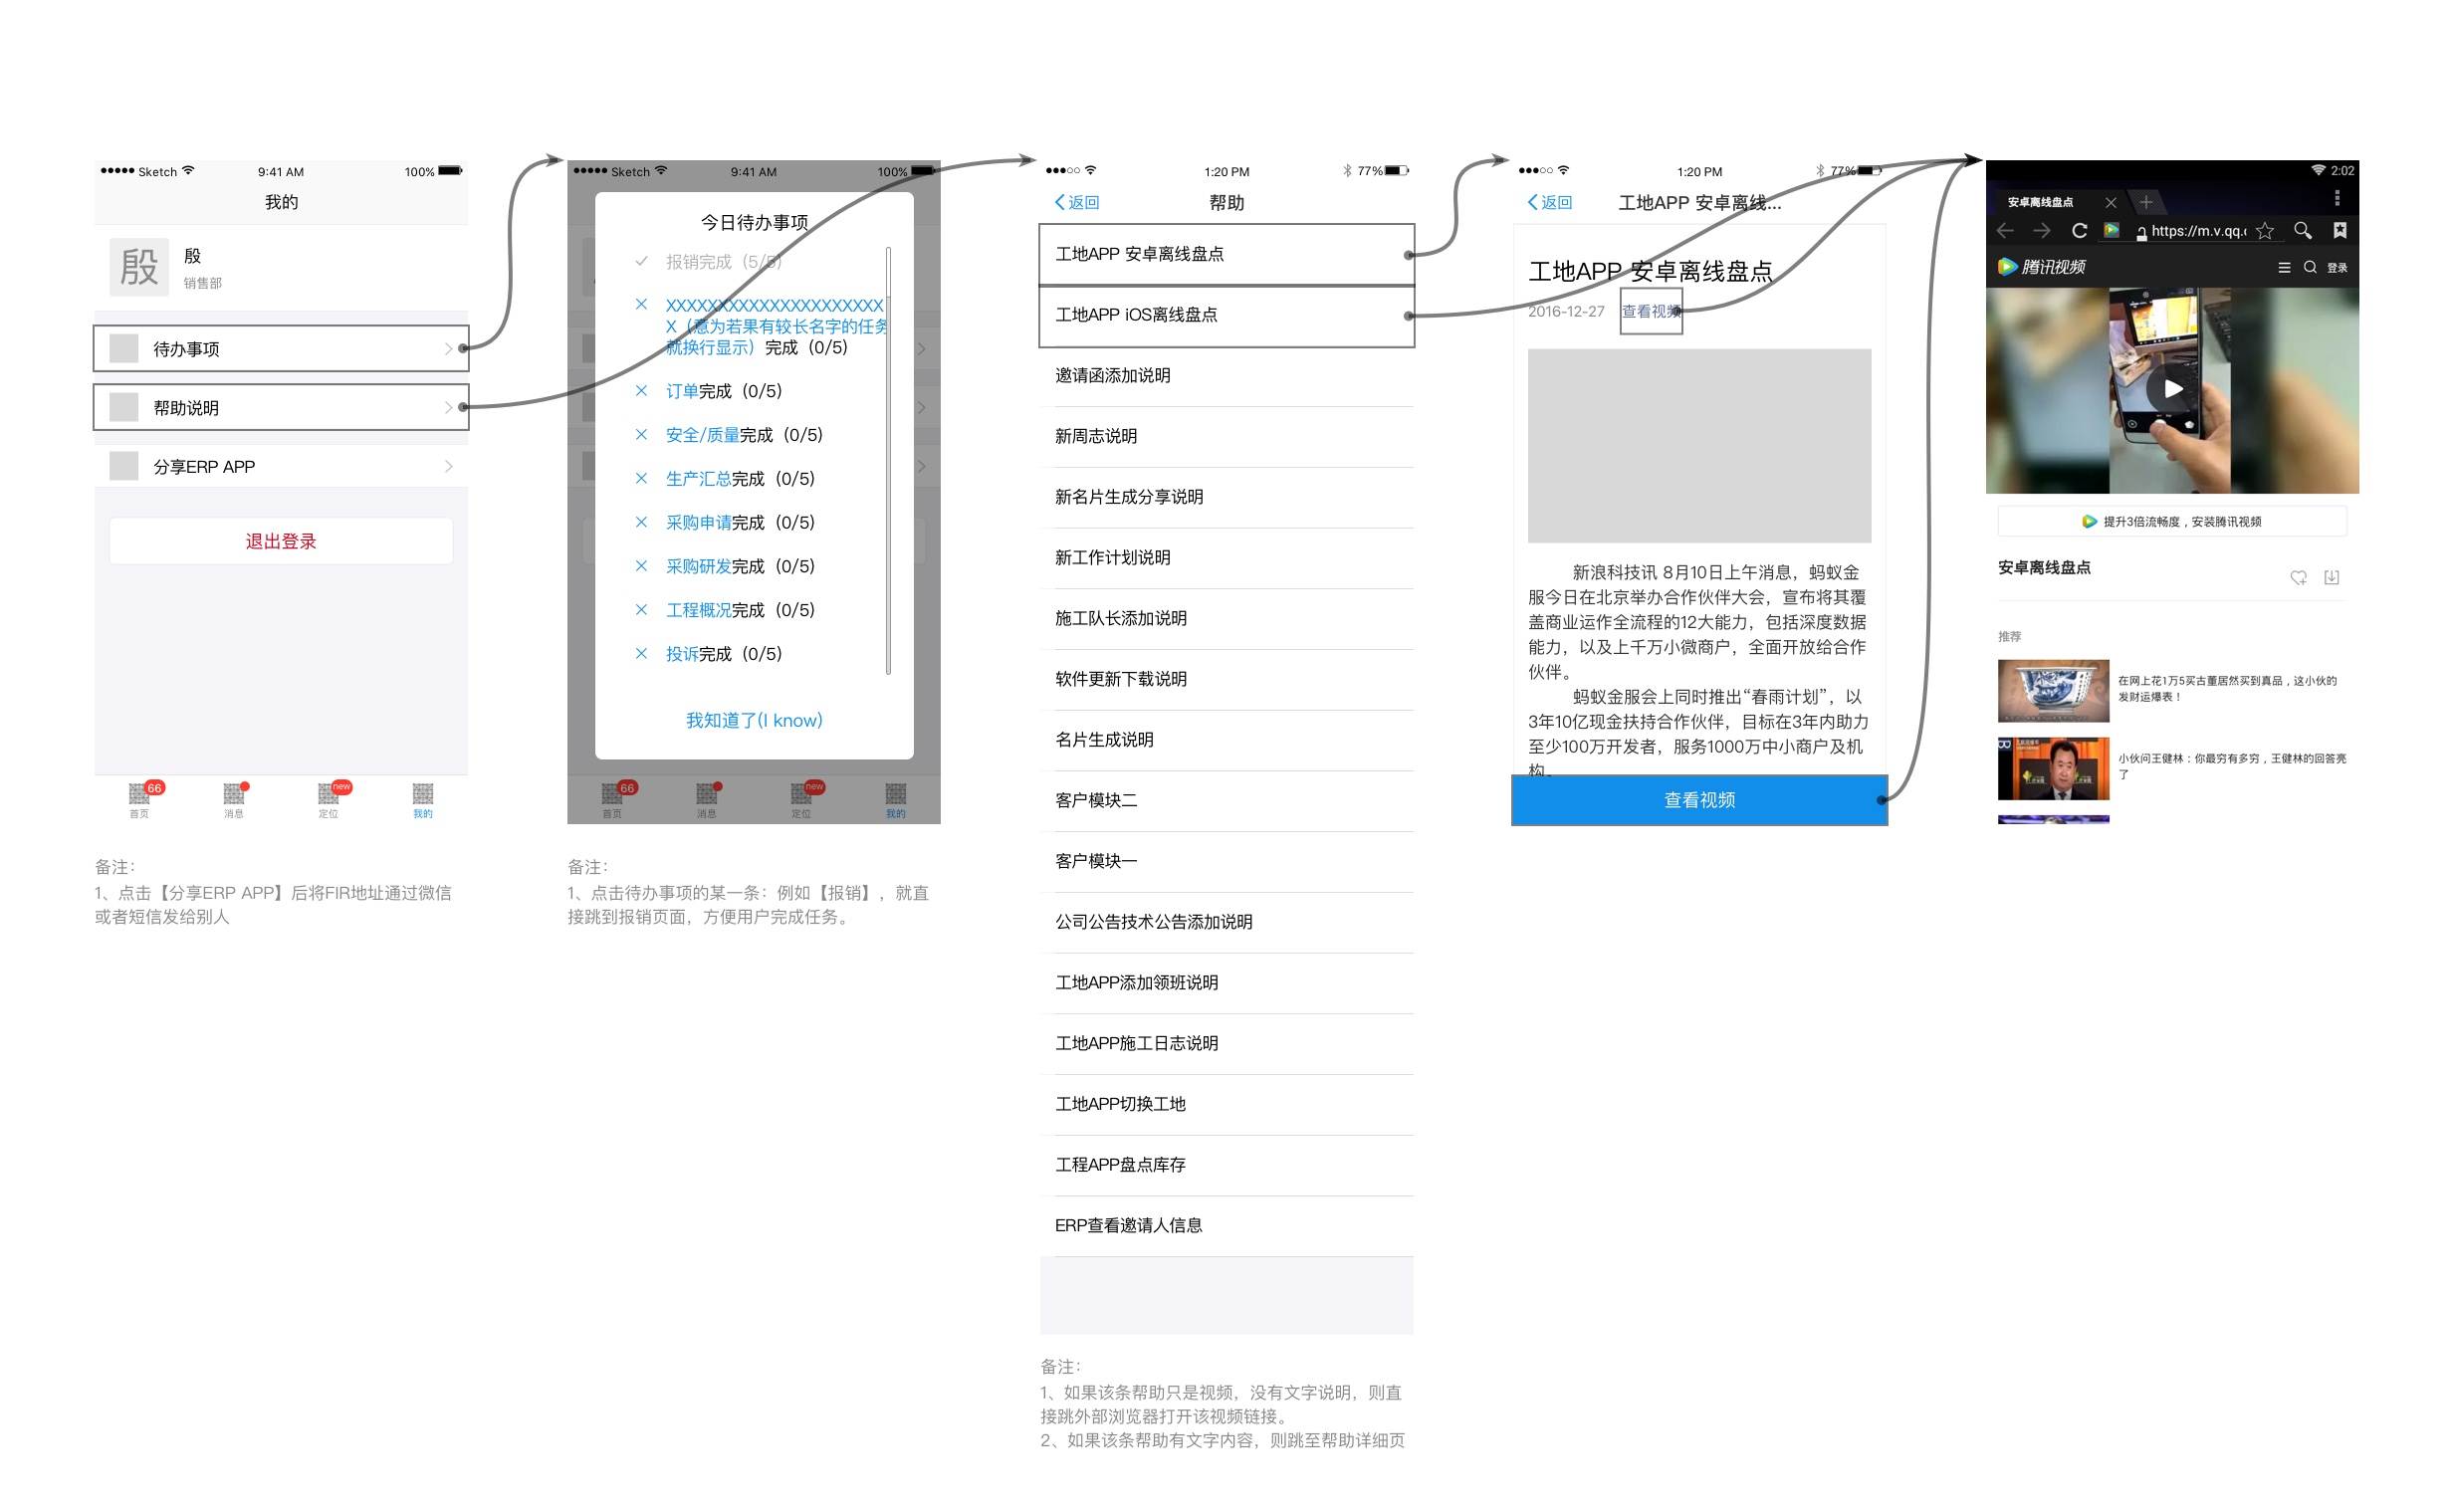 Sketch 9:41 AM 100%
我的
殷
殷
销售部
待办事项
帮助说明
分享ERP APP
退出登录
66
new
首页
消息
定位
我的
备注：
1、点击【分享ERP APP】后将FIR地址通过微信
或者短信发给别人
Sketch 9:41 AM 100%
今日待办事项
报销完成（5/5）
XXXXXXXXXXXXXXXXXXXXX
X（意为若果有较长名字的任务
就换行显示）完成（0/5）
订单完成（0/5）
安全/质量完成（0/5）
生产汇总完成（0/5）
采购申请完成（0/5）
采购研发完成（0/5）
工程概况完成（0/5）
投诉完成（0/5）
我知道了(I know)
66
new
首页
消息
定位
我的
备注：
1、点击待办事项的某一条：例如【报销】，就直
接跳到报销页面，方便用户完成任务。
1:20 PM 77%
返回
帮助
工地APP 安卓离线盘点
工地APP iOS离线盘点
邀请函添加说明
新周志说明
新名片生成分享说明
新工作计划说明
施工队长添加说明
软件更新下载说明
名片生成说明
客户模块二
客户模块一
公司公告技术公告添加说明
工地APP添加领班说明
工地APP施工日志说明
工地APP切换工地
工程APP盘点库存
ERP查看邀请人信息
备注：
1、如果该条帮助只是视频，没有文字说明，则直
接跳外部浏览器打开该视频链接。
2、如果该条帮助有文字内容，则跳至帮助详细页
1:20 PM 77%
返回
工地APP 安卓离线...
工地APP 安卓离线盘点
2016-12-27 查看视频
新浪科技讯 8月10日上午消息，蚂蚁金
服今日在北京举办合作伙伴大会，宣布将其覆
盖商业运作全流程的12大能力，包括深度数据
能力，以及上千万小微商户，全面开放给合作
伙伴。
蚂蚁金服会上同时推出“春雨计划”，以
3年10亿现金扶持合作伙伴，目标在3年内助力
至少100万开发者，服务1000万中小商户及机
构。
查看视频
2:02
安卓离线盘点
https://m.v.qq.c
腾讯视频
登录
提升3倍流畅度，安装腾讯视频
安卓离线盘点
推荐
在网上花1万5买古董居然买到真品，这小伙的
发财运爆表！
小伙问王健林：你最穷有多穷，王健林的回答亮
了